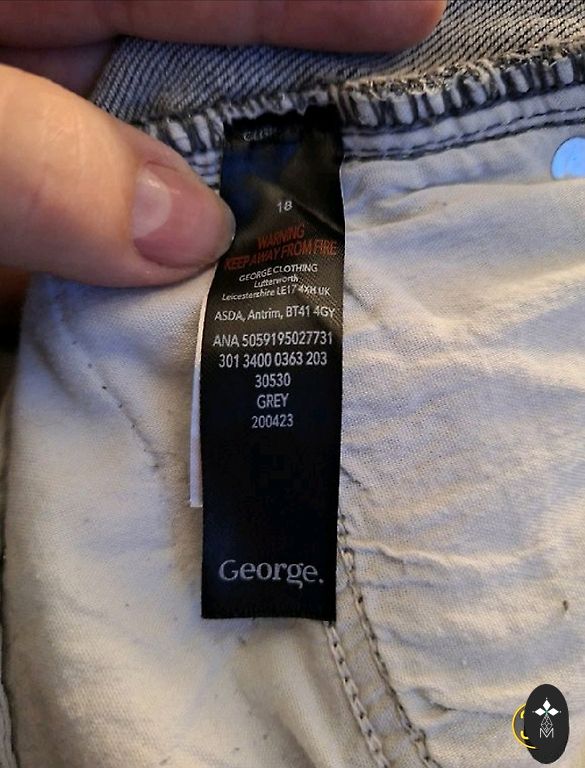 18
WARNING
KEEP AWAY FROM FIRE
GEORGE CLOTHING
Lutterworth
Leicestershire LE17 4XH UK
ASDA, Antrim, BT41 4GY
ANA 5059195027731
301 3400 0363 203
30530
GREY
200423
George.